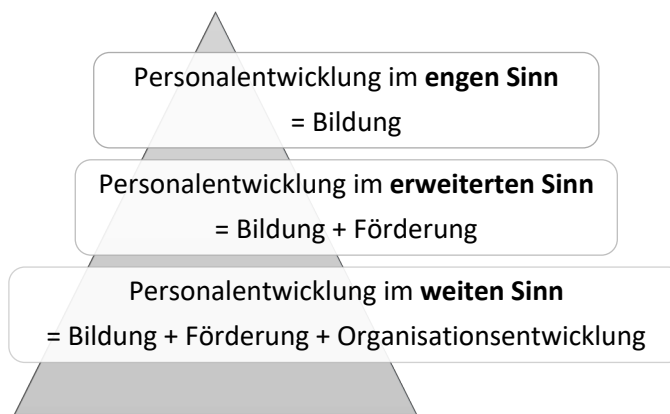 Personalentwicklung im engen Sinn
= Bildung
Personalentwicklung im erweiterten Sinn
= Bildung + Förderung
Personalentwicklung im weiten Sinn
= Bildung + Förderung + Organisationsentwicklung